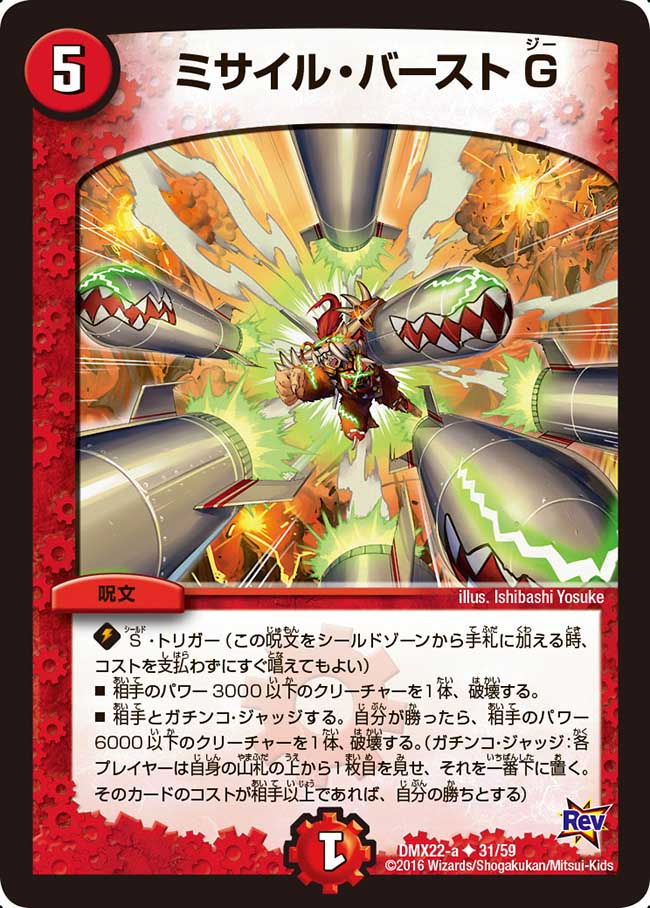 5
ミサイル・バーストG
ジー
呪文
illus. Ishibashi Yosuke
S・トリガー(この呪文をシールドゾーンから手札に加える時、
コストを支払わずにすぐ唱えてもよい)
■ 相手のパワー3000以下のクリーチャーを1体、破壊する。
■ 相手とガチンコ・ジャッジする。自分が勝ったら、相手のパワー
6000以下のクリーチャーを1体、破壊する。(ガチンコ・ジャッジ:各
プレイヤーは自身の山札の上から1枚目を見せ、それを一番下に置く。
そのカードのコストが相手以上であれば、自分の勝ちとする)
1
Rev
DMX22-a ◆ 31/59
©2016 Wizards/Shogakukan/Mitsui-Kids